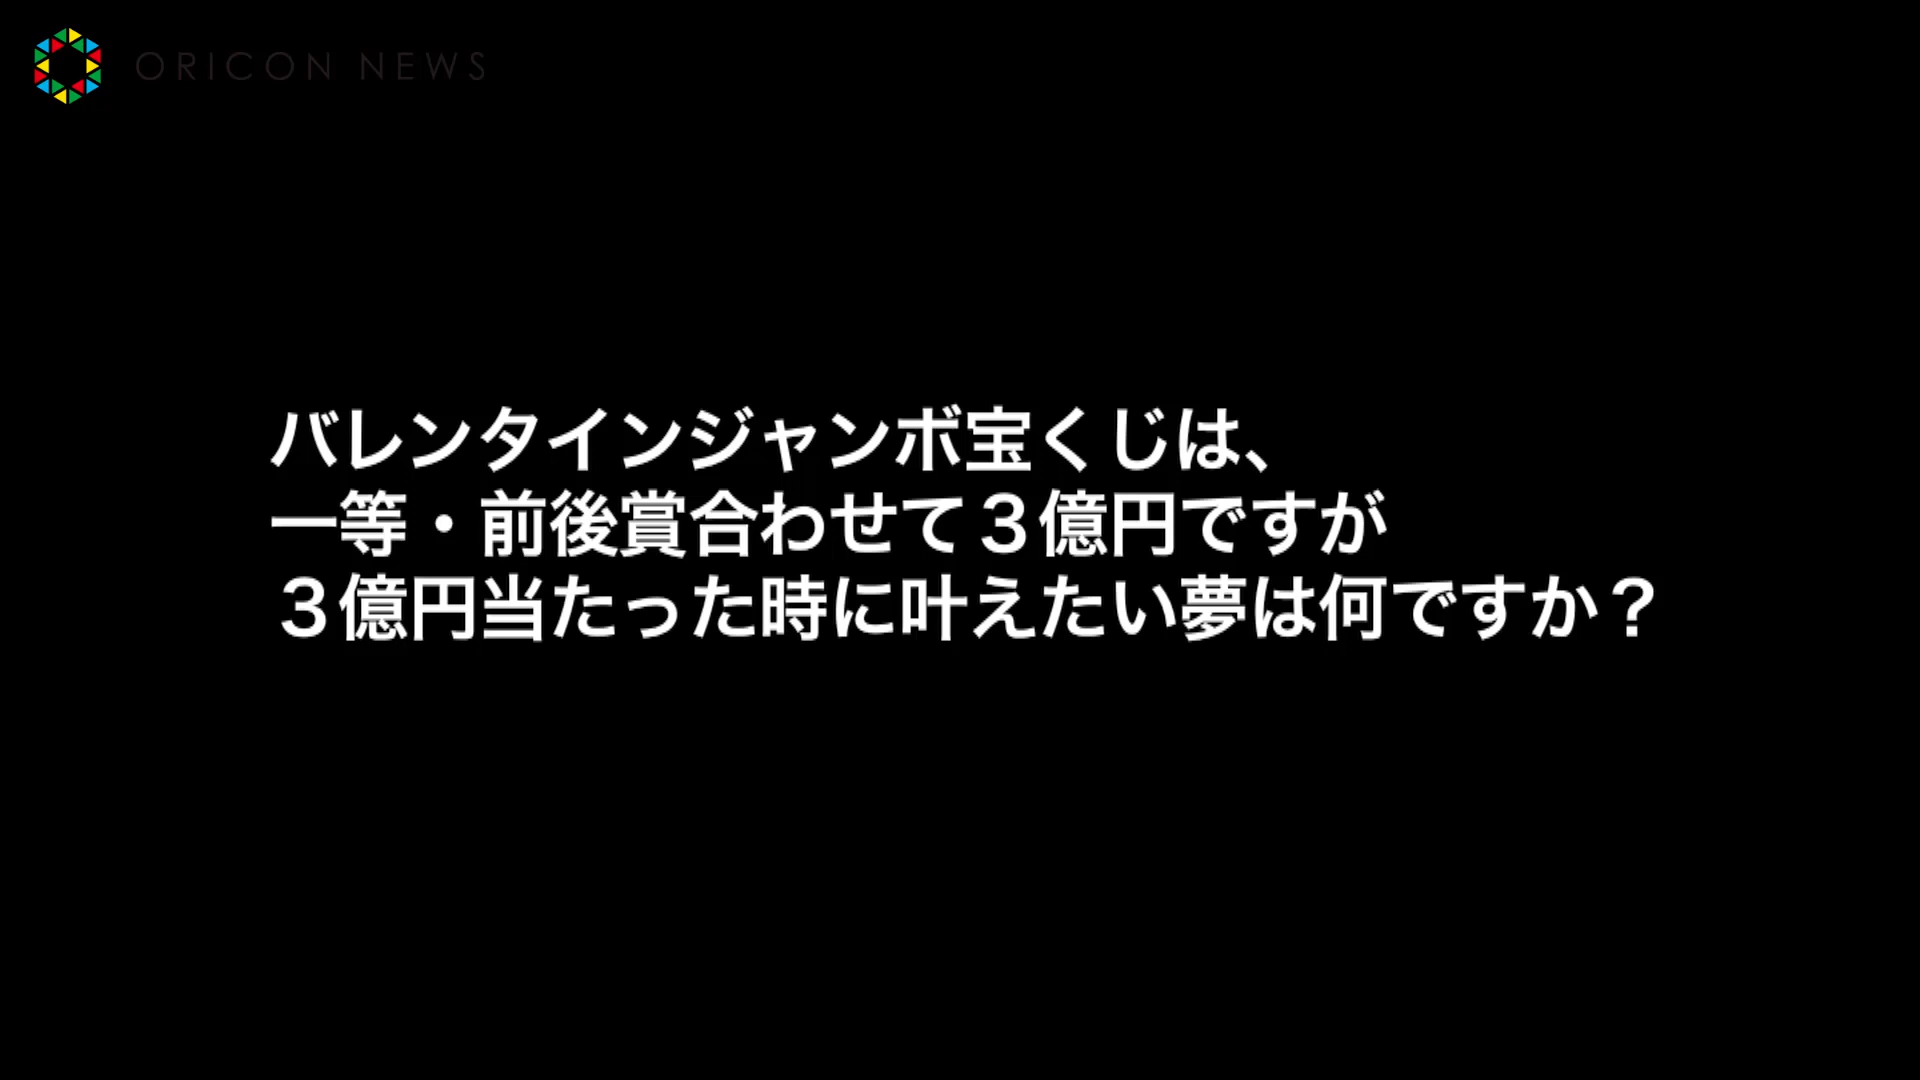 ORICON NEWS
バレンタインジャンボ宝くじは、
一等・前後賞合わせて３億円ですが
３億円当たった時に叶えたい夢は何ですか？